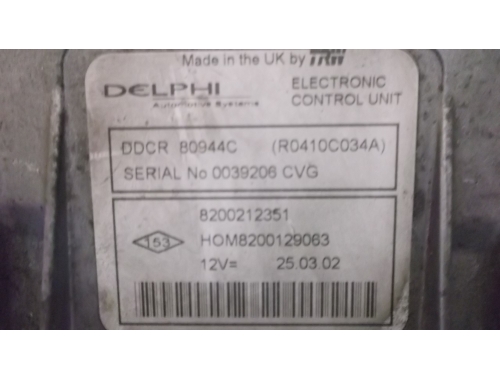 Made in the UK by TRW
DELPHI
Automotive Systems
ELECTRONIC
CONTROL UNIT
DDCR 80944C (R0410C034A)
SERIAL No 0039206 CVG
8200212351
153 HOM8200129063
12V= 25.03.02